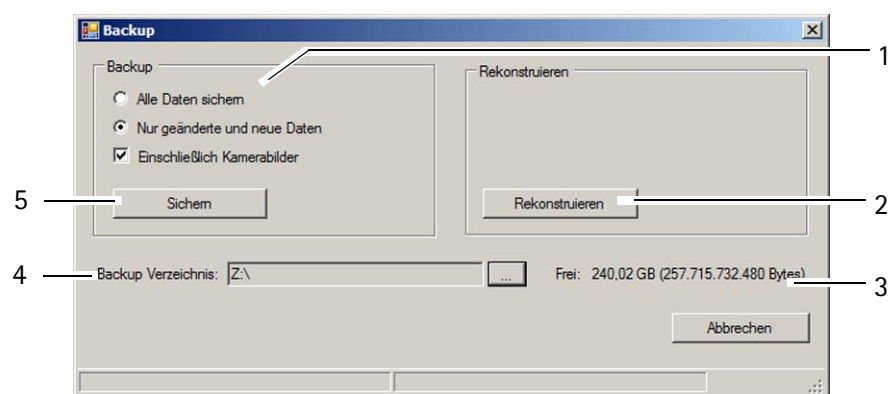 Backup
1
Backup
Rekonstruieren
Alle Daten sichern
Nur geänderte und neue Daten
Einschließlich Kamerabilder
5
Sichern
Rekonstruieren
2
4
Backup Verzeichnis: Z:\
...
Frei: 240,02 GB (257.715.732.480 Bytes)
3
Abbrechen